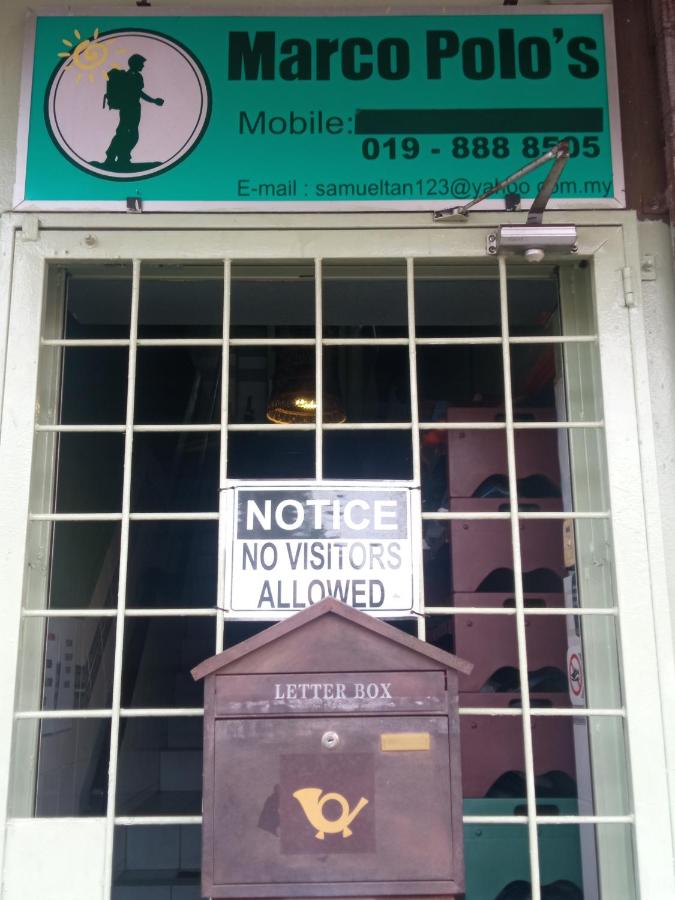 Marco Polo's
Mobile:
019 - 888 8505
E-mail : samueltan123@yahoo.com.my
NOTICE
NO VISITORS
ALLOWED
LETTER BOX